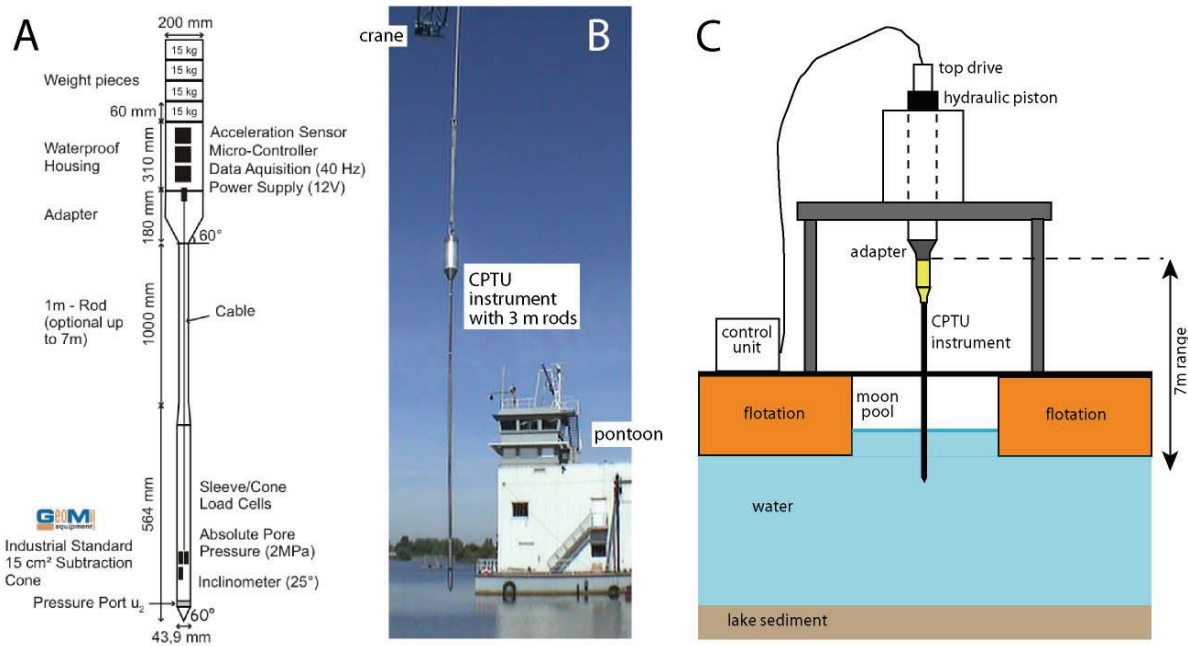 A
200 mm
15 kg
15 kg
15 kg
15 kg
Weight pieces
60 mm
Waterproof
Housing
310 mm
Acceleration Sensor
Micro-Controller
Data Aquisition (40 Hz)
Power Supply (12V)
Adapter
180 mm
60°
1m - Rod
(optional up
to 7m)
1000 mm
Cable
564 mm
Sleeve/Cone
Load Cells
GeoMil
equipment
Industrial Standard
15 cm² Subtraction
Cone
Absolute Pore
Pressure (2MPa)
Inclinometer (25°)
Pressure Port u2
60°
43,9 mm
B
crane
CPTU
instrument
with 3 m rods
pontoon
C
top drive
hydraulic piston
adapter
control
unit
CPTU
instrument
7m range
flotation
moon
pool
flotation
water
lake sediment